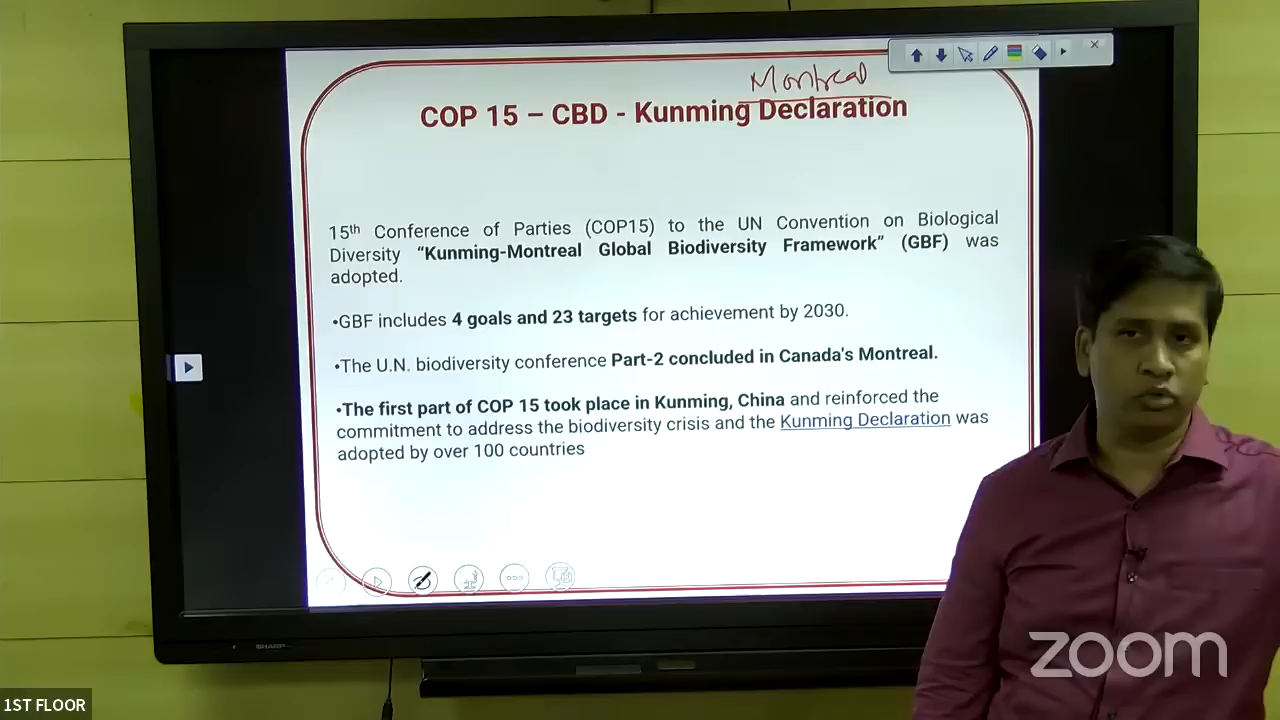 Montreal
COP 15 – CBD - Kunming Declaration
15th Conference of Parties (COP15) to the UN Convention on Biological
Diversity “Kunming-Montreal Global Biodiversity Framework” (GBF) was
adopted.
•GBF includes 4 goals and 23 targets for achievement by 2030.
•The U.N. biodiversity conference Part-2 concluded in Canada's Montreal.
•The first part of COP 15 took place in Kunming, China and reinforced the
commitment to address the biodiversity crisis and the Kunming Declaration was
adopted by over 100 countries
SHARP
zoom
1ST FLOOR